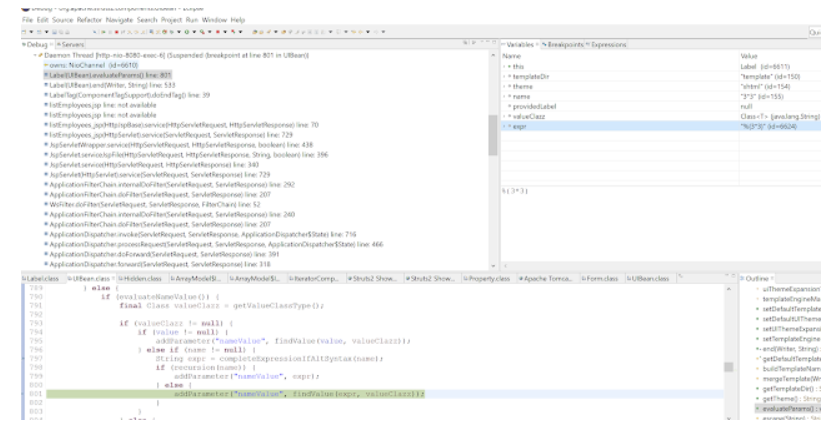 File Edit Source Refactor Navigate Search Project Run Window Help
Debug Servers
Daemon Thread [http-nio-8080-exec-6] (Suspended (breakpoint at line 801 in UIBean))
owns: NioChannel (id=6610)
Label(UIBean).evaluateParams() line: 801
Label(UIBean).end(Writer, String) line: 533
LabelTag(ComponentTagSupport).doEndTag() line: 39
listEmployees.jsp line: not available
listEmployees.jsp line: not available
listEmployees_jsp(HttpJspBase).service(HttpServletRequest, HttpServletResponse) line: 70
listEmployees_jsp(HttpServlet).service(ServletRequest, ServletResponse) line: 729
JspServletWrapper.service(HttpServletRequest, HttpServletResponse, boolean) line: 438
JspServlet.serviceJspFile(HttpServletRequest, HttpServletResponse, String, boolean) line: 396
JspServlet.service(HttpServletRequest, HttpServletResponse) line: 340
JspServlet(HttpServlet).service(ServletRequest, ServletResponse) line: 729
ApplicationFilterChain.internalDoFilter(ServletRequest, ServletResponse) line: 292
ApplicationFilterChain.doFilter(ServletRequest, ServletResponse) line: 207
WsFilter.doFilter(ServletRequest, ServletResponse, FilterChain) line: 52
ApplicationFilterChain.internalDoFilter(ServletRequest, ServletResponse) line: 240
ApplicationFilterChain.doFilter(ServletRequest, ServletResponse) line: 207
ApplicationDispatcher.invoke(ServletRequest, ServletResponse, ApplicationDispatcher$State) line: 716
ApplicationDispatcher.processRequest(ServletRequest, ServletResponse, ApplicationDispatcher$State) line: 466
ApplicationDispatcher.doForward(ServletRequest, ServletResponse) line: 391
ApplicationDispatcher.forward(ServletRequest, ServletResponse) line: 318
Variables Breakpoints Expressions
Name Value
this Label (id=6611)
templateDir "template" (id=150)
theme "xhtml" (id=154)
name "3*3" (id=155)
providedLabel null
valueClazz Class<T> (java.lang.String)
expr "%{3*3}" (id=6624)
%{3*3}
Label.class UIBean.class Hidden.class ArrayModel$I... ArrayModel$I... IteratorComp... Struts2 Show... Struts2 Show... Property.class Apache Tomca... Form.class UIBean.class
789 } else {
790 if (evaluateNameValue()) {
791 final Class valueClazz = getValueClassType();
792
793 if (valueClazz != null) {
794 if (value != null) {
795 addParameter("nameValue", findValue(value, valueClazz));
796 } else if (name != null) {
797 String expr = completeExpressionIfAltSyntax(name);
798 if (recursion(name)) {
799 addParameter("nameValue", expr);
800 } else {
801 addParameter("nameValue", findValue(expr, valueClazz));
802 }
803 }
Outline
uiThemeExpansion
templateEngineMa
setDefaultTemplate
setDefaultUITheme
setUIThemeExpans
setTemplateEngine
end(Writer, String) :
getDefaultTemplat
buildTemplateNam
mergeTemplate(Wr
getTemplateDir() : String
getTheme() : String
evaluateParams() :